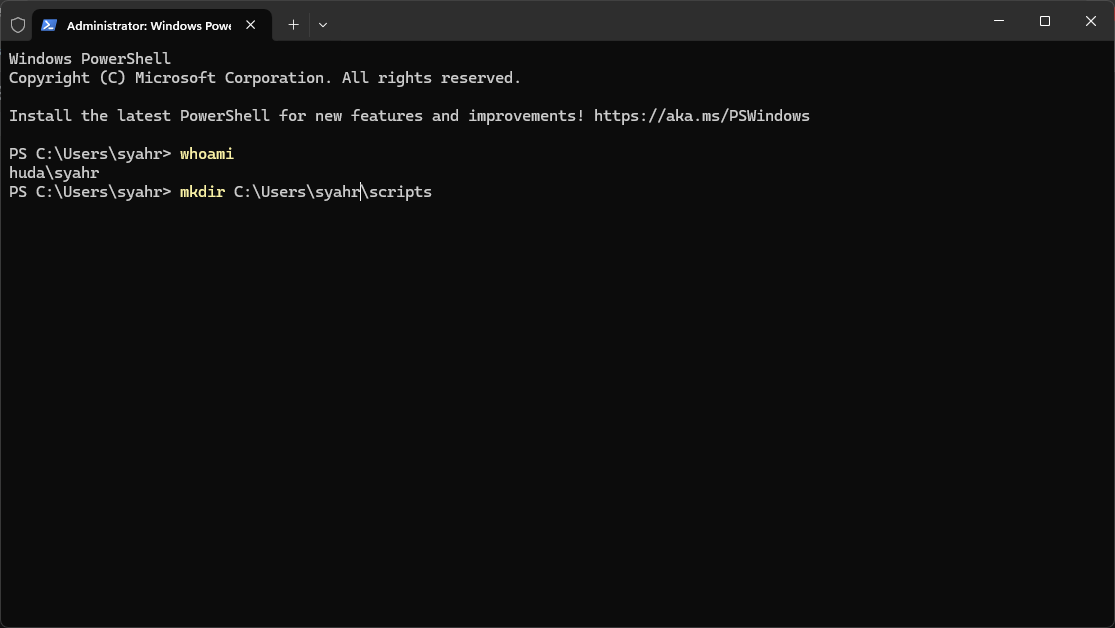 Administrator: Windows Powe
Windows PowerShell
Copyright (C) Microsoft Corporation. All rights reserved.
Install the latest PowerShell for new features and improvements! https://aka.ms/PSWindows
PS C:\Users\syahr> whoami
huda\syahr
PS C:\Users\syahr> mkdir C:\Users\syahr\scripts